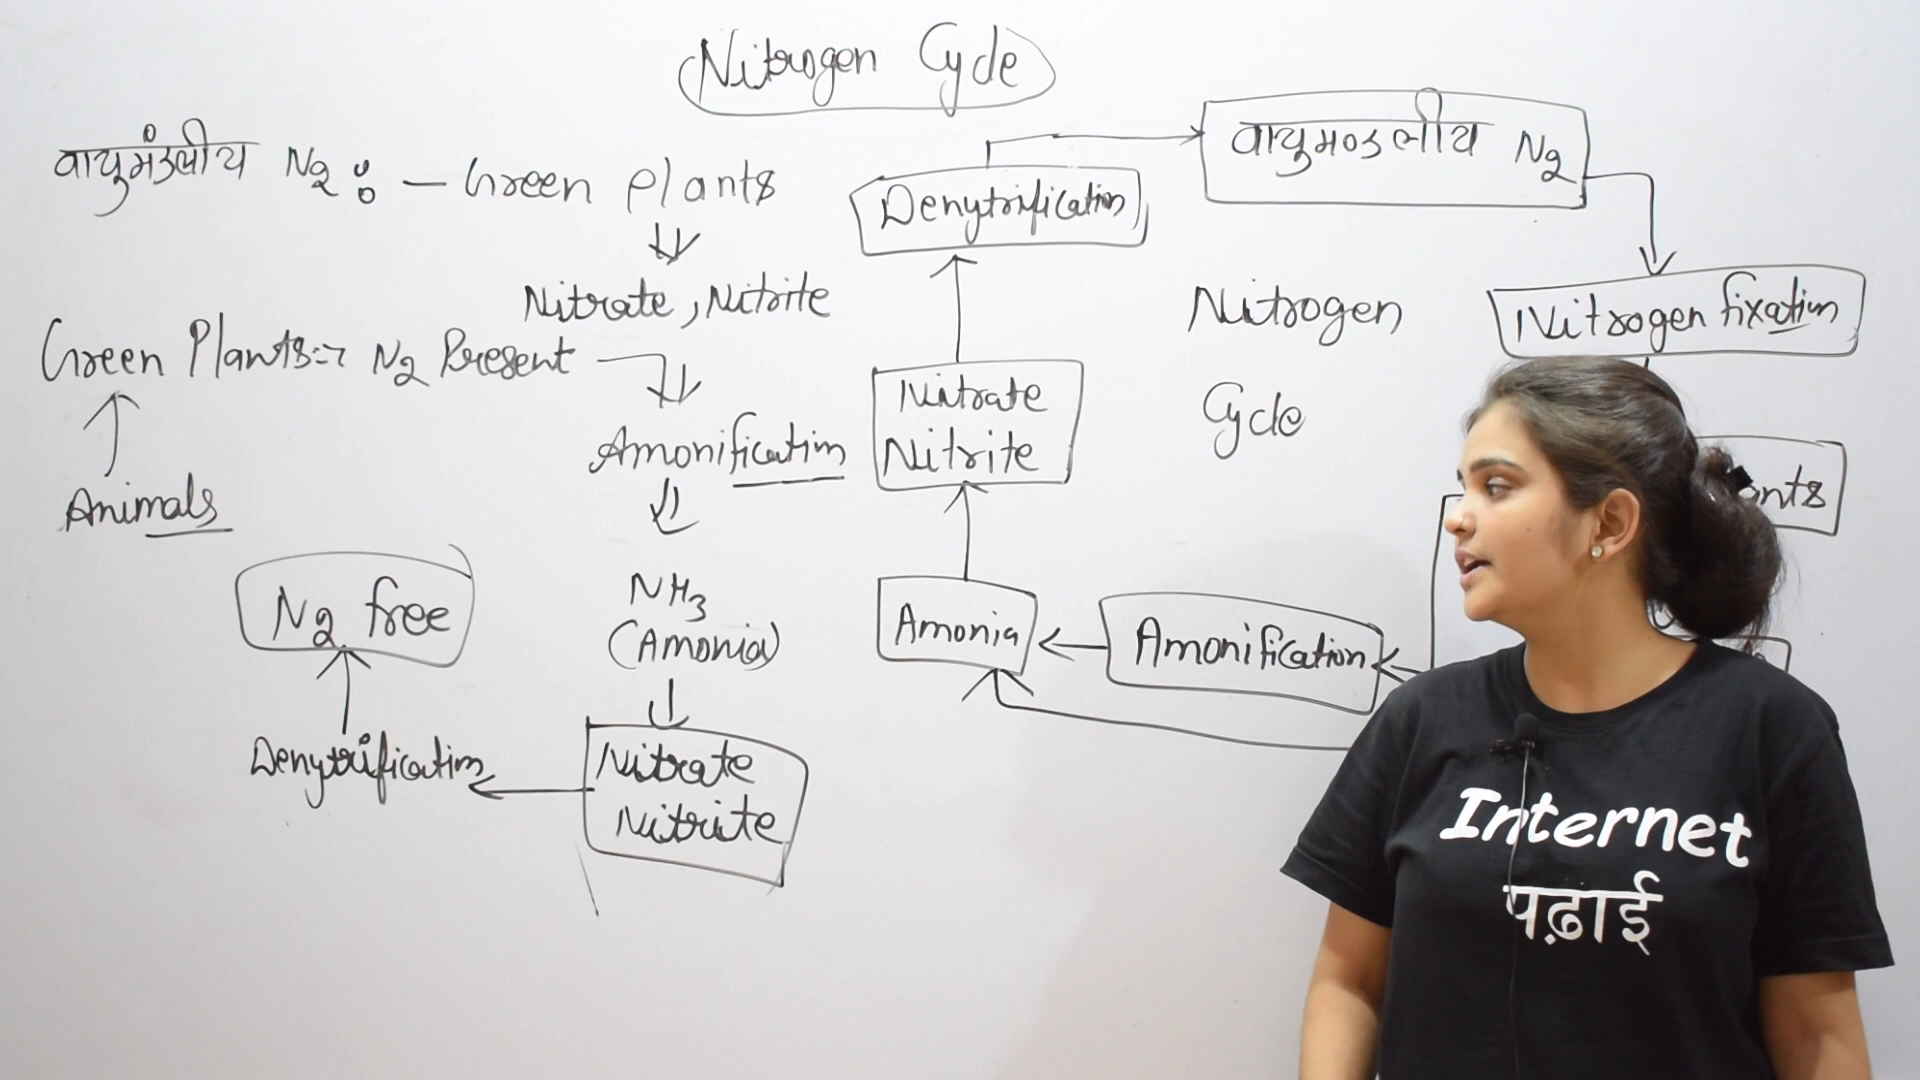 Nitrogen Cycle
वायुमंडलीय N2 : – Green plants
Nitrate, Nitrite
Green Plants :-> N2 Present
Amonification
Animals
NH3
(Amonia)
Nitrate
Nitrite
Denytrification
N2 free
वायुमण्डलीय N2
Denytrification
Nitrogen fixation
Nitrogen
Cycle
Nitrate
Nitrite
Amonia
Amonification
Internet
पढ़ाई